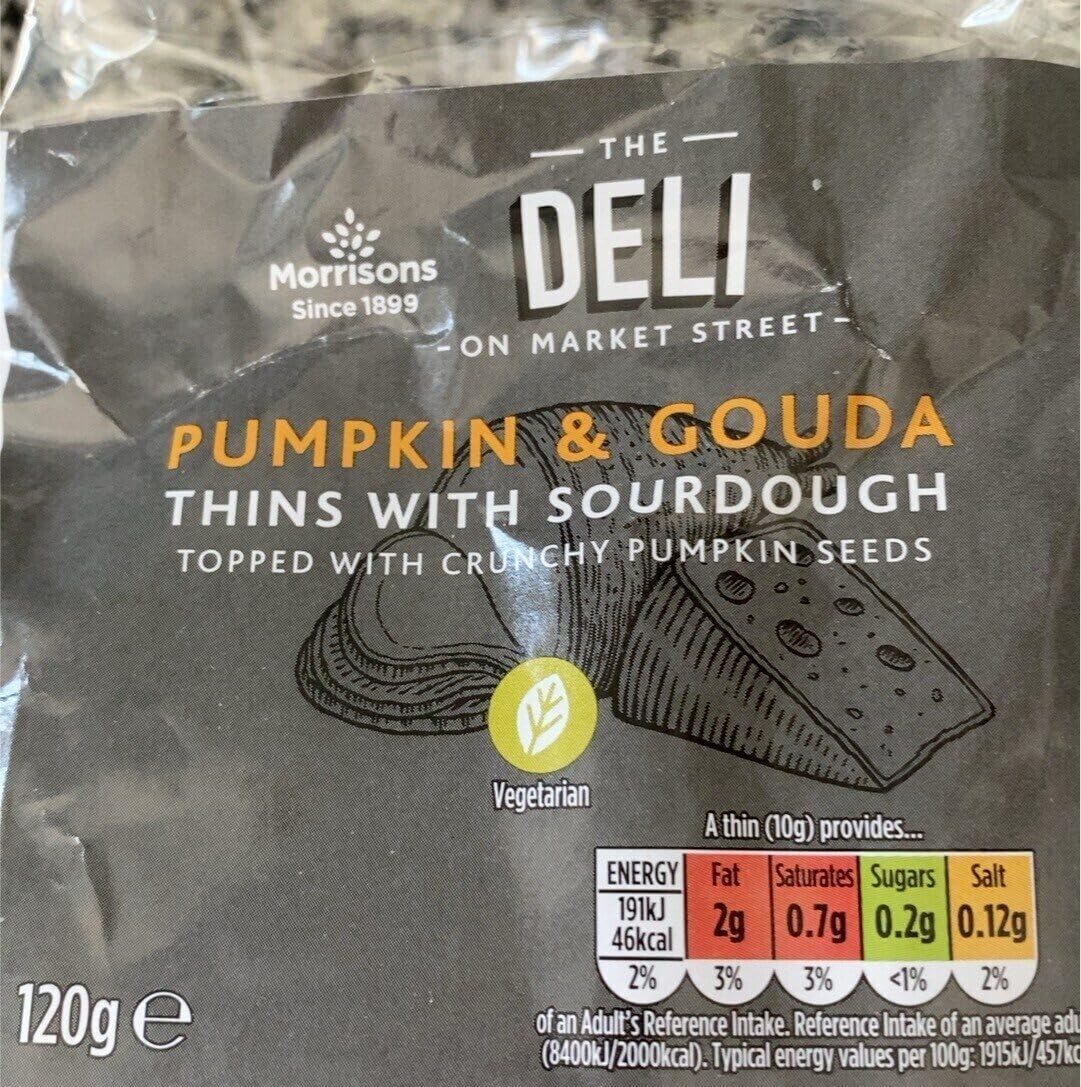 THE
DELI
ON MARKET STREET
Morrisons
Since 1899
PUMPKIN & GOUDA
THINS WITH SOURDOUGH
TOPPED WITH CRUNCHY PUMPKIN SEEDS
Vegetarian
A thin (10g) provides...
ENERGY Fat Saturates Sugars Salt
191kJ 2g 0.7g 0.2g 0.12g
46kcal
2% 3% 3% <1% 2%
of an Adult's Reference Intake. Reference Intake of an average adu
(8400kJ/2000kcal). Typical energy values per 100g: 1915kJ/457kc
120g e